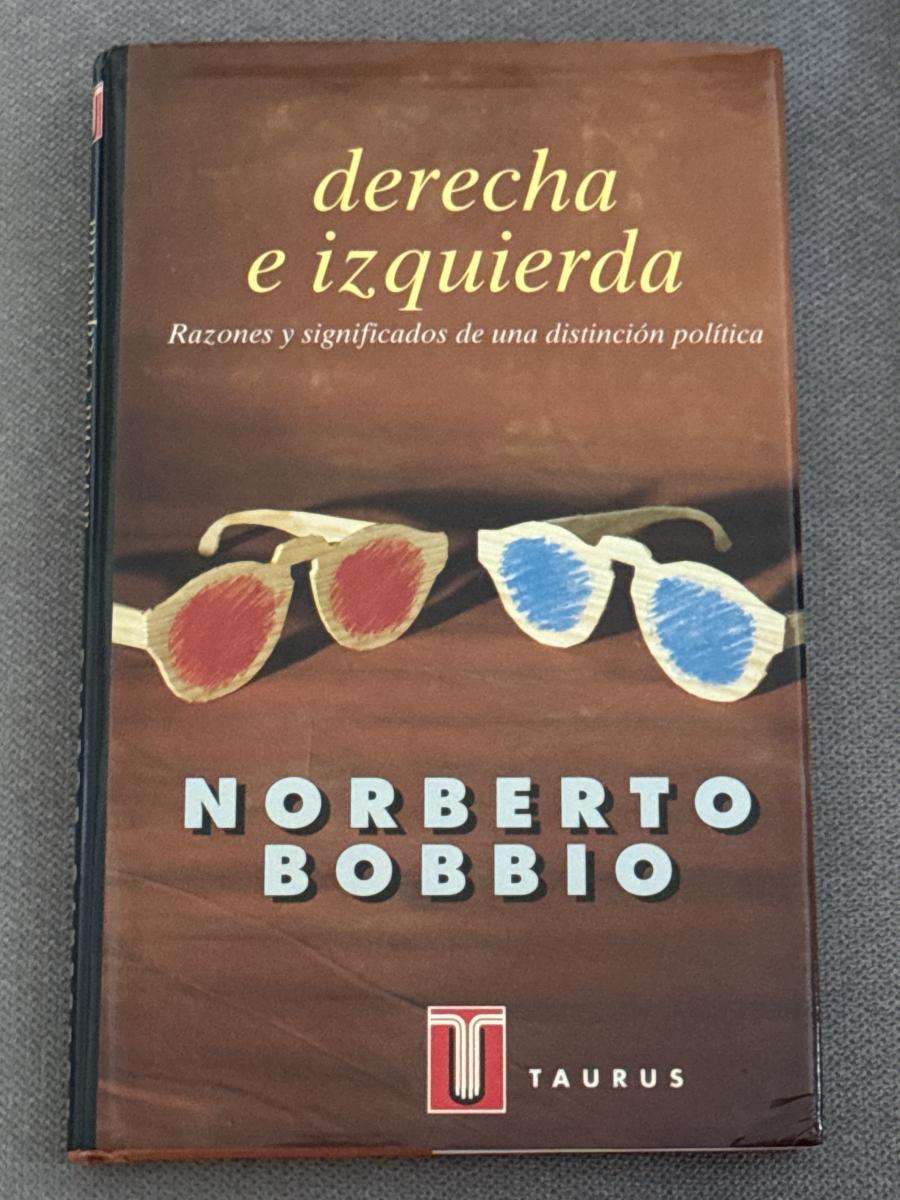 derecha
e izquierda
Razones y significados de una distinción política
NORBERTO
BOBBIO
TAURUS